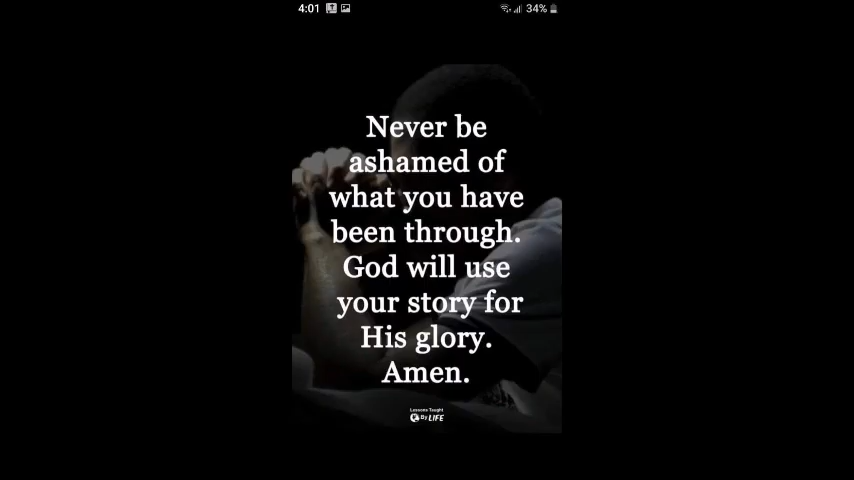 4:01 34%
Never be
ashamed of
what you have
been through.
God will use
your story for
His glory.
Amen.
Lessons Taught
By LIFE